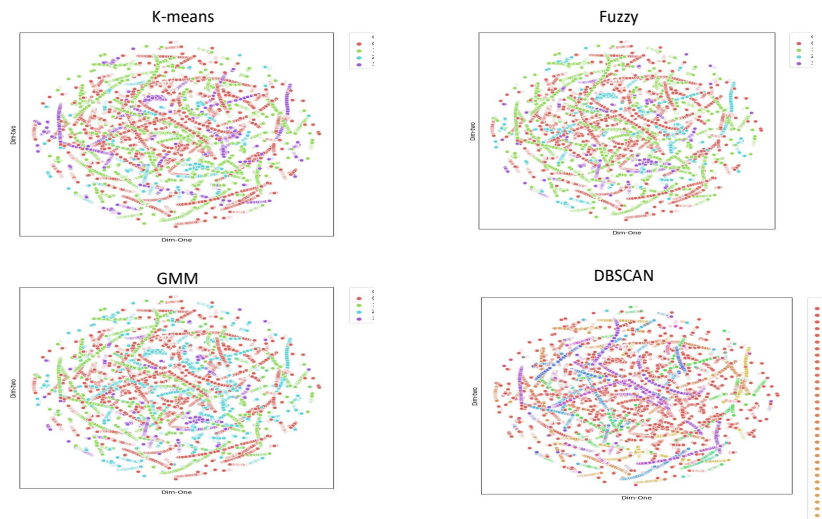 K-means
Fuzzy
Dim-two
Dim-One
Dim-two
Dim-One
GMM
DBSCAN
Dim-two
Dim-One
Dim-two
Dim-One